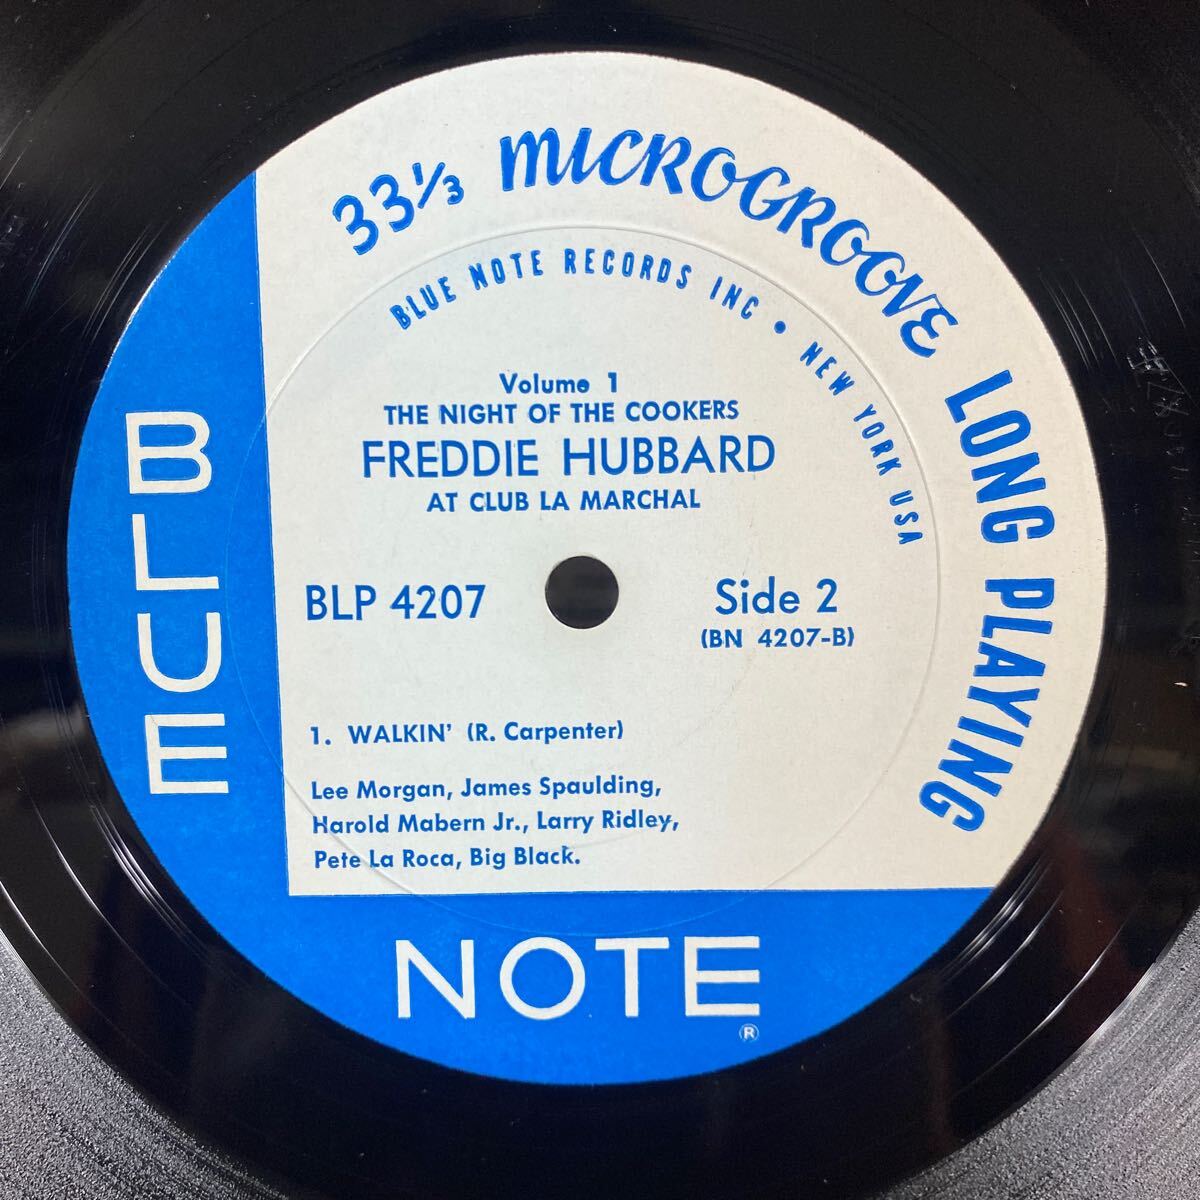 33⅓ MICROGROOVE LONG PLAYING
BLUE NOTE RECORDS INC • NEW YORK USA
Volume 1
THE NIGHT OF THE COOKERS
FREDDIE HUBBARD
AT CLUB LA MARCHAL
BLP 4207
Side 2
(BN 4207-B)
1. WALKIN' (R. Carpenter)
Lee Morgan, James Spaulding,
Harold Mabern Jr., Larry Ridley,
Pete La Roca, Big Black.
BLUE
NOTE®